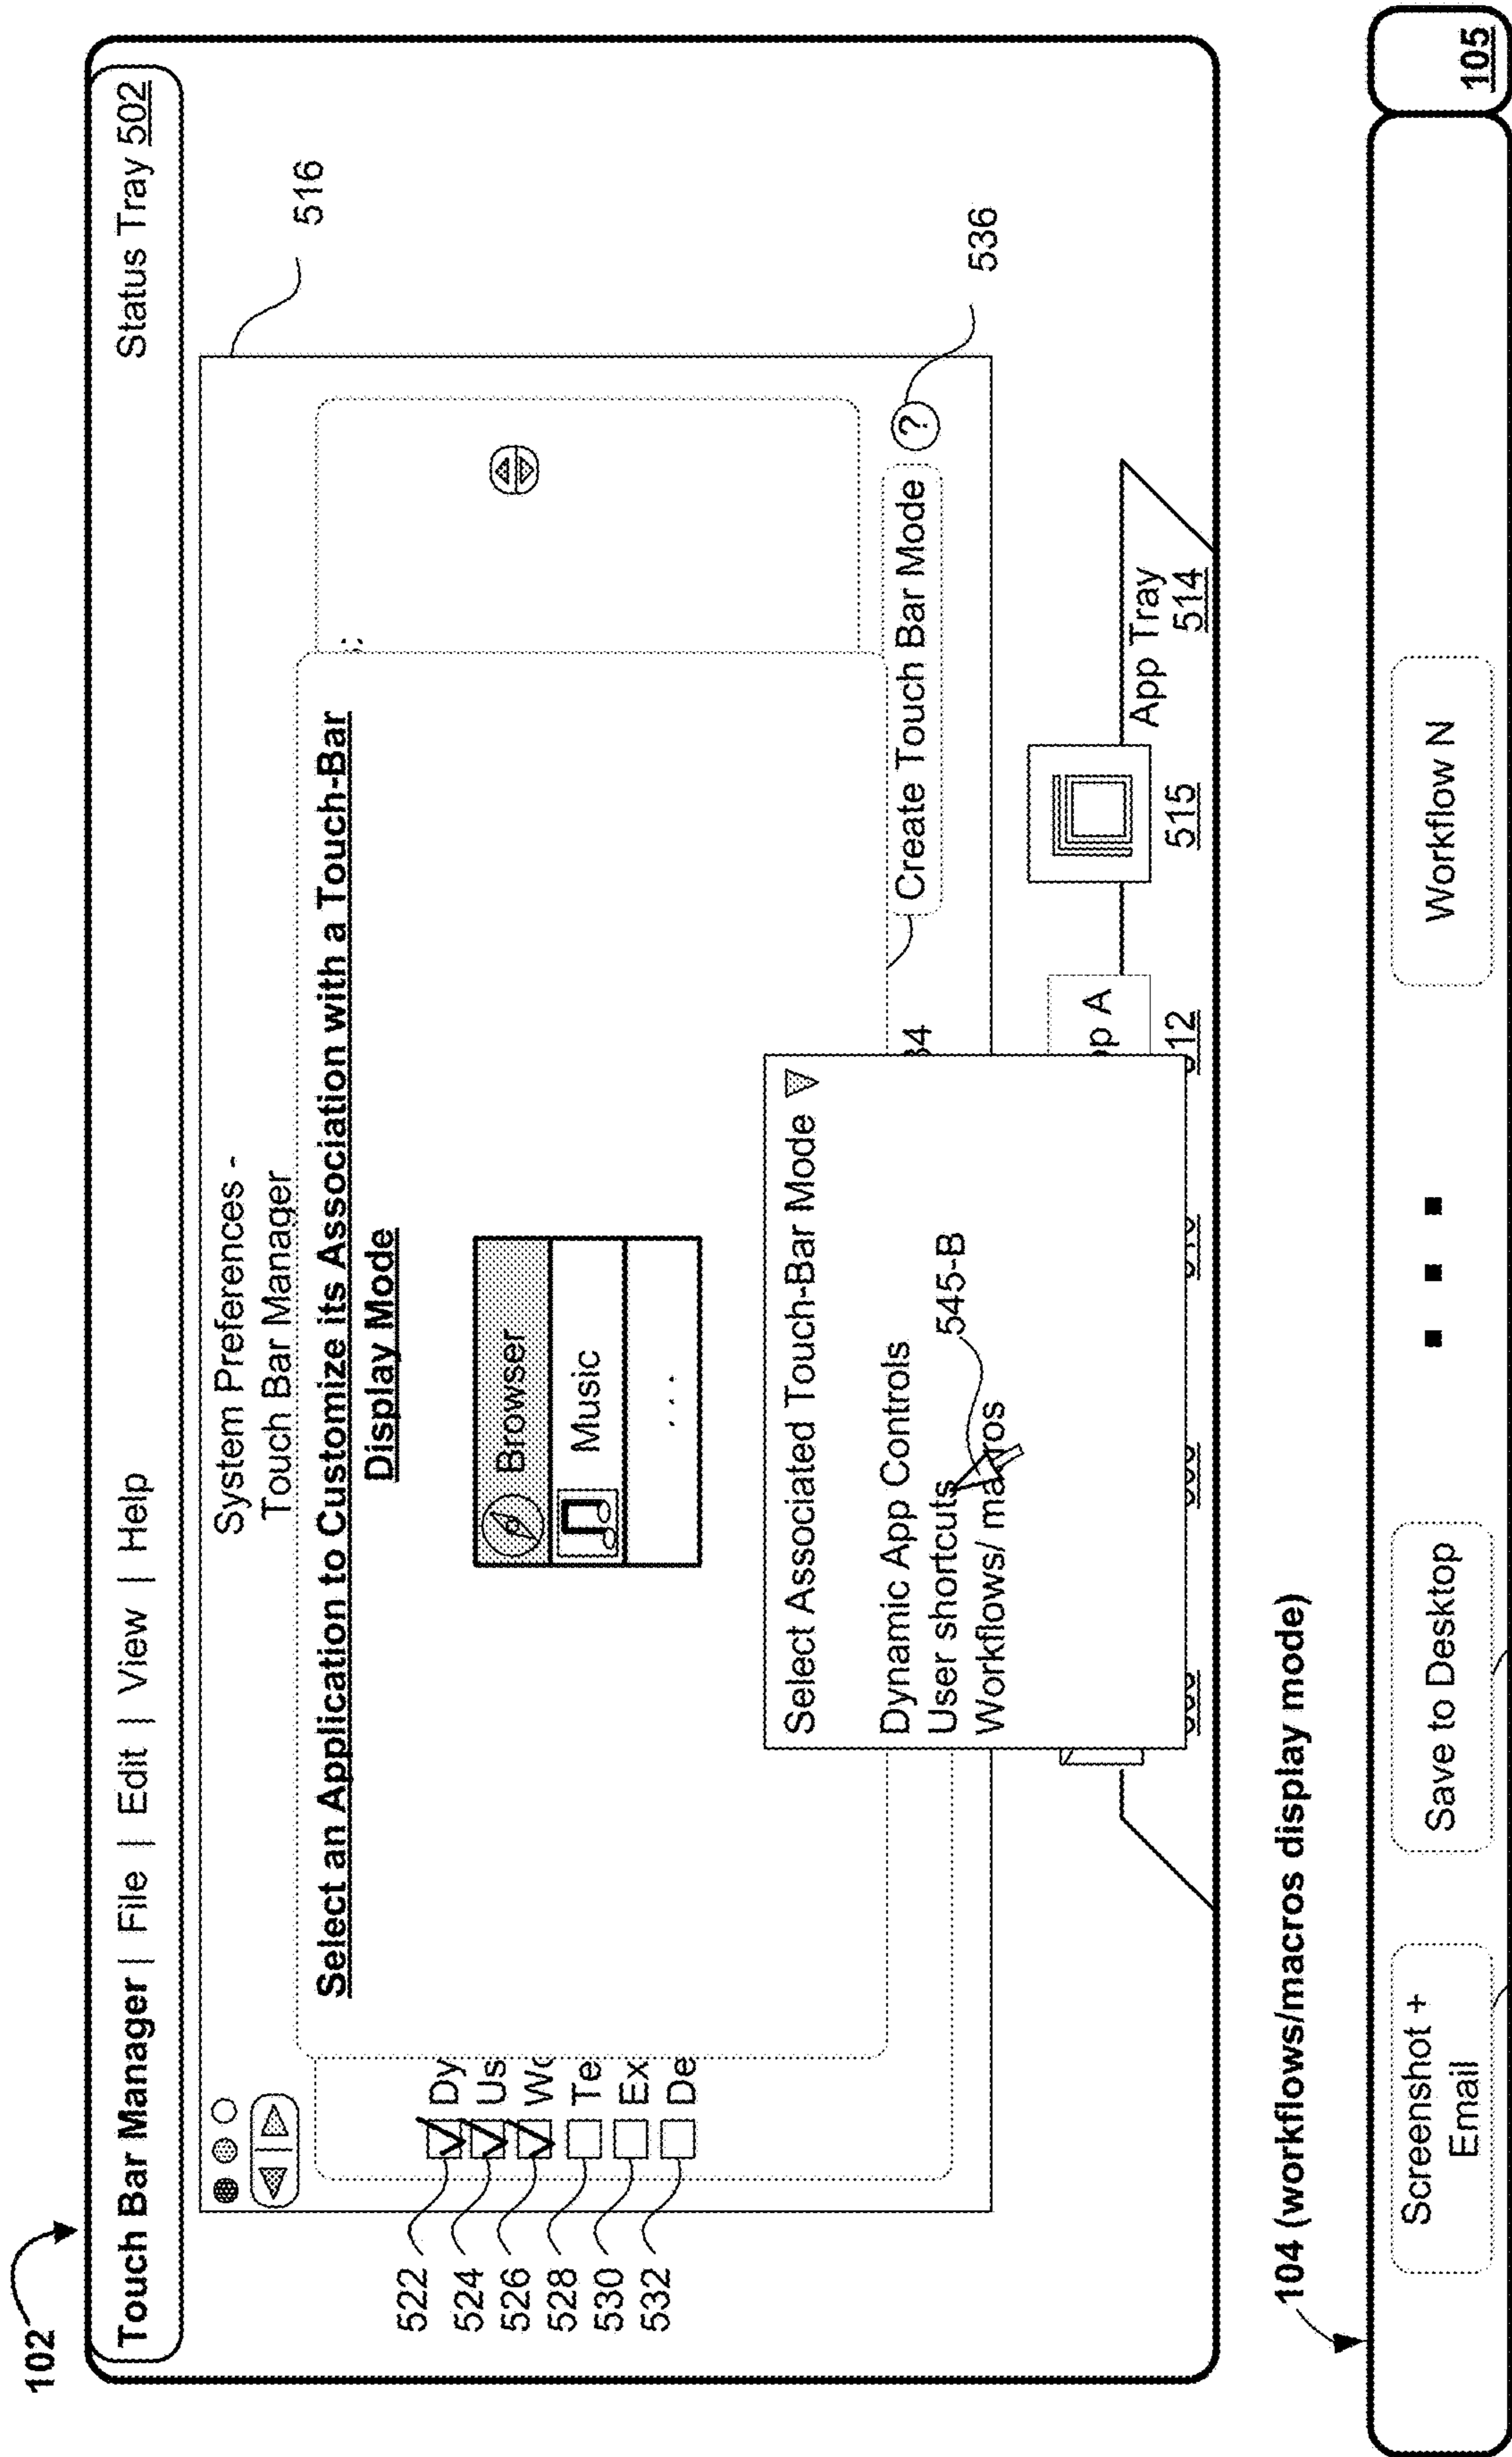 102
Touch Bar Manager | File | Edit | View | Help
Status Tray 502
System Preferences -
Touch Bar Manager
516
Select an Application to Customize its Association with a Touch-Bar
Display Mode
522
Dy
524
Us
526
Wo
528
Te
530
Ex
532
De
Browser
Music
...
Select Associated Touch-Bar Mode
Dynamic App Controls
User shortcuts
545-B
Workflows/ macros
Create Touch Bar Mode
?
536
App Tray
514
515
104 (workflows/macros display mode)
Screenshot +
Email
Save to Desktop
Workflow N
105